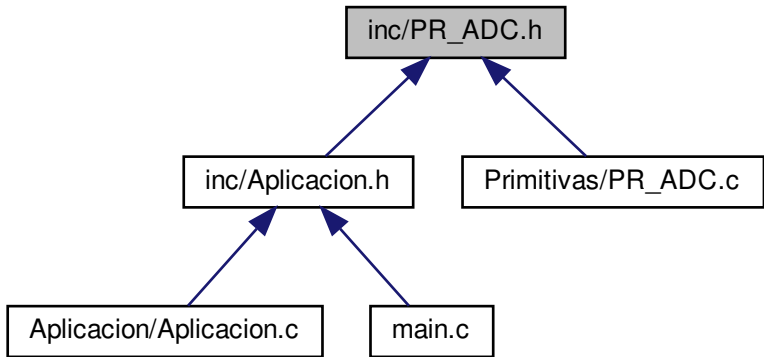 inc/PR_ADC.h
inc/Aplicacion.h
Primitivas/PR_ADC.c
Aplicacion/Aplicacion.c
main.c